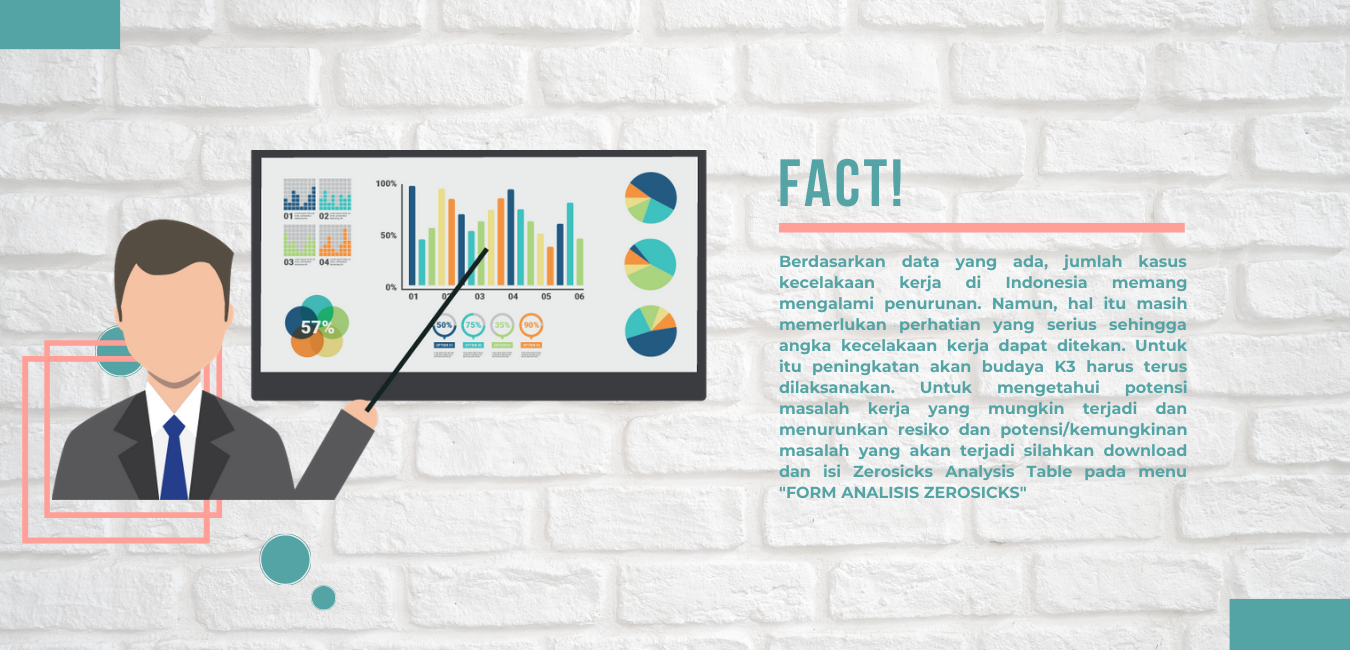 FACT!
Berdasarkan data yang ada, jumlah kasus
kecelakaan kerja di Indonesia memang
mengalami penurunan. Namun, hal itu masih
memerlukan perhatian yang serius sehingga
angka kecelakaan kerja dapat ditekan. Untuk
itu peningkatan akan budaya K3 harus terus
dilaksanakan. Untuk mengetahui potensi
masalah kerja yang mungkin terjadi dan
menurunkan resiko dan potensi/kemungkinan
masalah yang akan terjadi silahkan download
dan isi Zerosicks Analysis Table pada menu
"FORM ANALISIS ZEROSICKS"
01 02
03 04
57%
100%
50%
0%
01 02 03 04 05 06
50% 75% 35% 90%